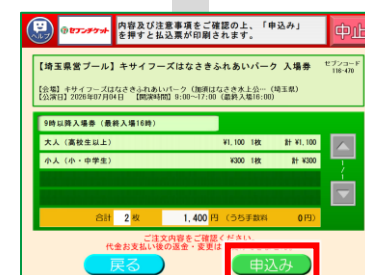 ヘルプ
セブンチケット
内容及び注意事項をご確認の上、「申込み」
を押すと払込票が印刷されます。
中止
【埼玉県営プール】キサイフーズはなさきふれあいパーク 入場券
セブンコード
116-470
【会場】キサイフーズはなさきふれあいパーク(加須はなさき水上公…(埼玉県)
【公演日】2026年07月04日 【開演時間】9:00~17:00(最終入場16:00)
9時以降入場券(最終入場16時)
大人(高校生以上) ¥1,100 1枚 計 ¥1,100
小人(小・中学生) ¥300 1枚 計 ¥300
1
/
1
合計 2 枚 1,400 円 (うち手数料 0円)
ご注文内容をご確認ください。
代金お支払い後の返金・変更は
戻る
申込み